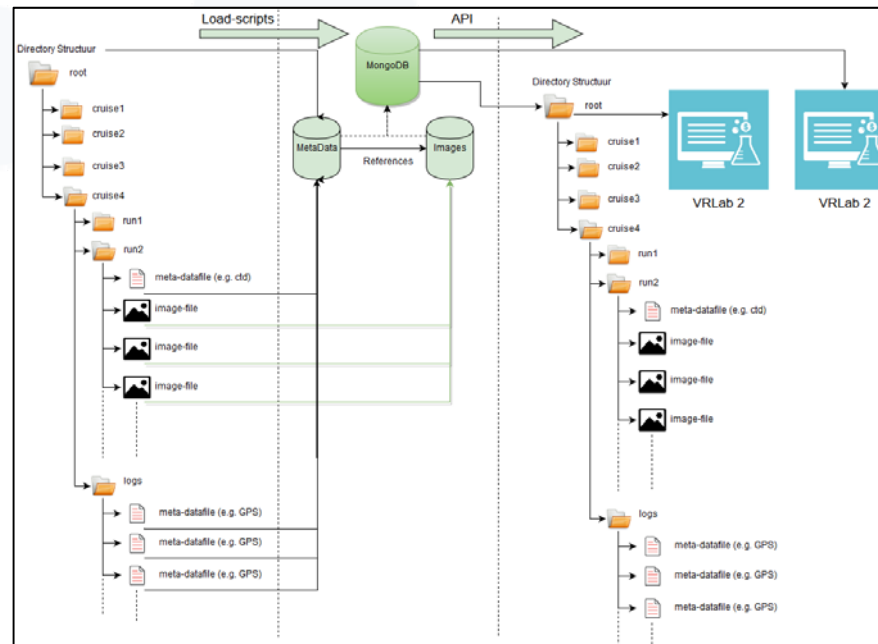 Load-scripts
API
Directory Structuur
root
cruise1
cruise2
cruise3
cruise4
run1
run2
meta-datafile (e.g. ctd)
image-file
image-file
image-file
logs
meta-datafile (e.g. GPS)
meta-datafile (e.g. GPS)
meta-datafile (e.g. GPS)
MongoDB
MetaData
References
Images
Directory Structuur
root
cruise1
cruise2
cruise3
cruise4
run1
run2
meta-datafile (e.g. ctd)
image-file
image-file
image-file
logs
meta-datafile (e.g. GPS)
meta-datafile (e.g. GPS)
meta-datafile (e.g. GPS)
VRLab 2
VRLab 2